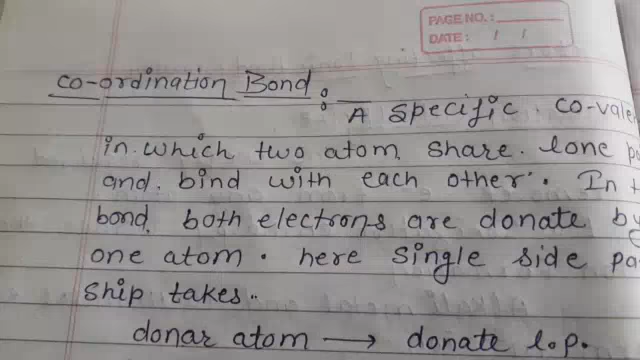 PAGE NO.:
DATE: / /
co-ordination Bond :
A specific co-vale
in which two atom share lone p
and bind with each other. In t
bond both electrons are donate b
one atom. here single side pa
ship takes..
donar atom → donate l.p.